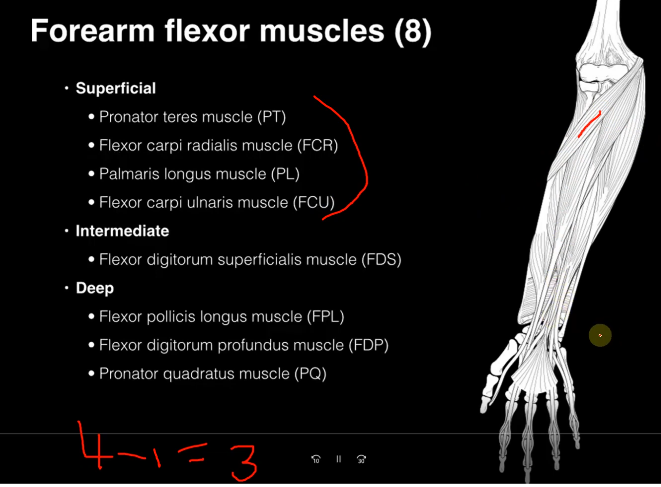 Forearm flexor muscles (8)
• Superficial
• Pronator teres muscle (PT)
• Flexor carpi radialis muscle (FCR)
• Palmaris longus muscle (PL)
• Flexor carpi ulnaris muscle (FCU)
• Intermediate
• Flexor digitorum superficialis muscle (FDS)
• Deep
• Flexor pollicis longus muscle (FPL)
• Flexor digitorum profundus muscle (FDP)
• Pronator quadratus muscle (PQ)
4-1=3
10 30